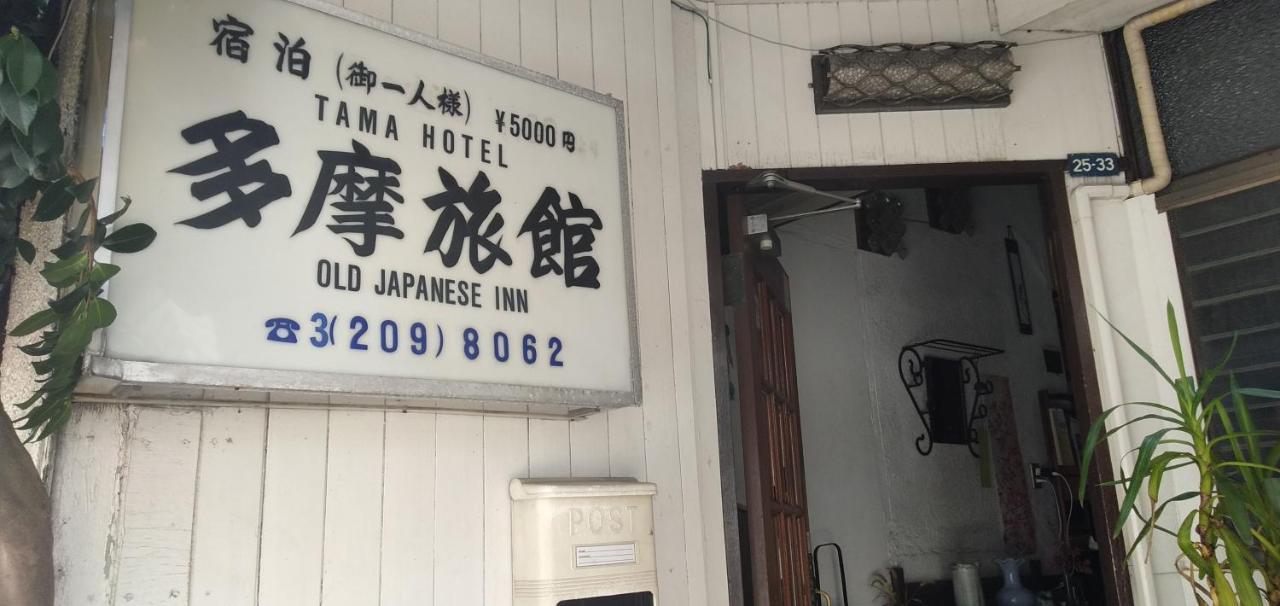 宿泊 (御一人様) ¥5000円
TAMA HOTEL
多摩旅館
OLD JAPANESE INN
☎3(209)8062
25-33
POST